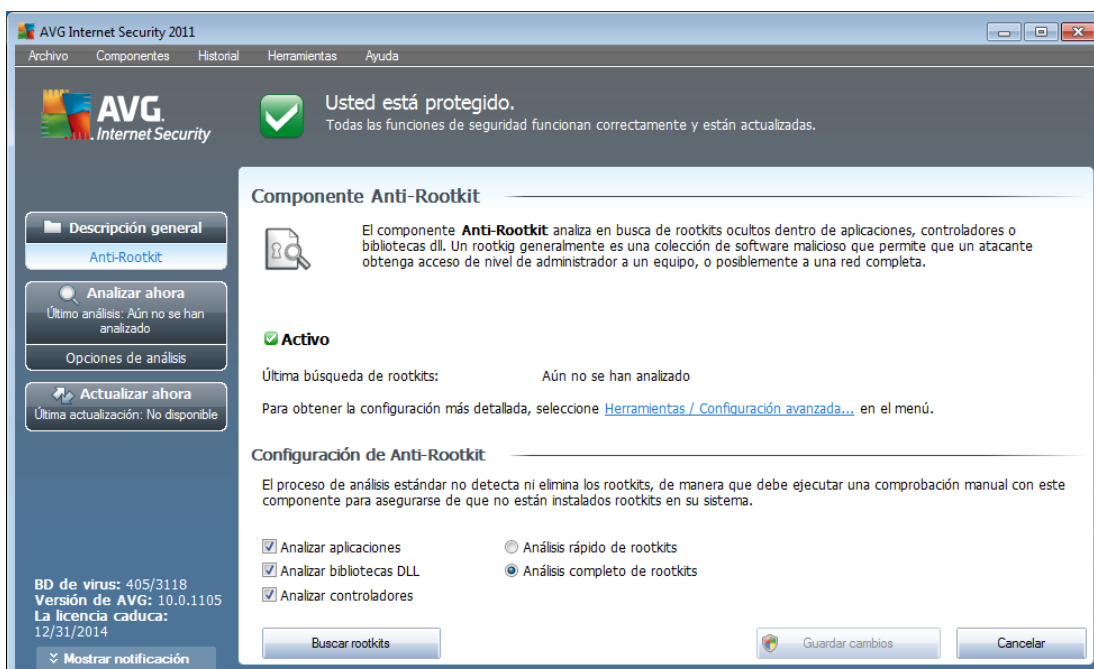 AVG Internet Security 2011
Archivo Componentes Historial Herramientas Ayuda
AVG.
Internet Security
Usted está protegido.
Todas las funciones de seguridad funcionan correctamente y están actualizadas.
Descripción general
Anti-Rootkit
Analizar ahora
Último análisis: Aún no se han
analizado
Opciones de análisis
Actualizar ahora
Última actualización: No disponible
BD de virus: 405/3118
Versión de AVG: 10.0.1105
La licencia caduca:
12/31/2014
Mostrar notificación
Componente Anti-Rootkit
El componente Anti-Rootkit analiza en busca de rootkits ocultos dentro de aplicaciones, controladores o
bibliotecas dll. Un rootkig generalmente es una colección de software malicioso que permite que un atacante
obtenga acceso de nivel de administrador a un equipo, o posiblemente a una red completa.
Activo
Última búsqueda de rootkits: Aún no se han analizado
Para obtener la configuración más detallada, seleccione Herramientas / Configuración avanzada... en el menú.
Configuración de Anti-Rootkit
El proceso de análisis estándar no detecta ni elimina los rootkits, de manera que debe ejecutar una comprobación manual con este
componente para asegurarse de que no están instalados rootkits en su sistema.
Analizar aplicaciones Análisis rápido de rootkits
Analizar bibliotecas DLL Análisis completo de rootkits
Analizar controladores
Buscar rootkits Guardar cambios Cancelar